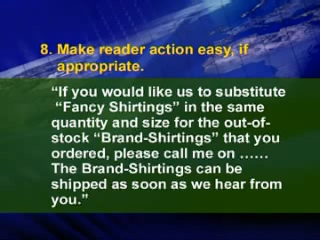 8. Make reader action easy, if
appropriate.
“If you would like us to substitute
“Fancy Shirtings” in the same
quantity and size for the out-of-
stock “Brand-Shirtings” that you
ordered, please call me on ……
The Brand-Shirtings can be
shipped as soon as we hear from
you.”